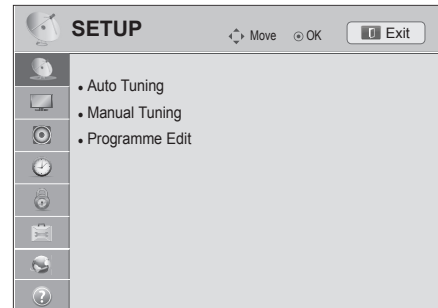 SETUP Move OK Exit
• Auto Tuning
• Manual Tuning
• Programme Edit